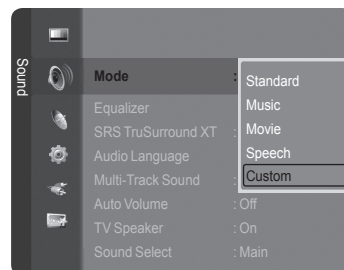 Sound
Mode :
Standard
Music
Movie
Speech
Custom
Equalizer
SRS TruSurround XT :
Audio Language
Multi-Track Sound :
Auto Volume : Off
TV Speaker : On
Sound Select : Main